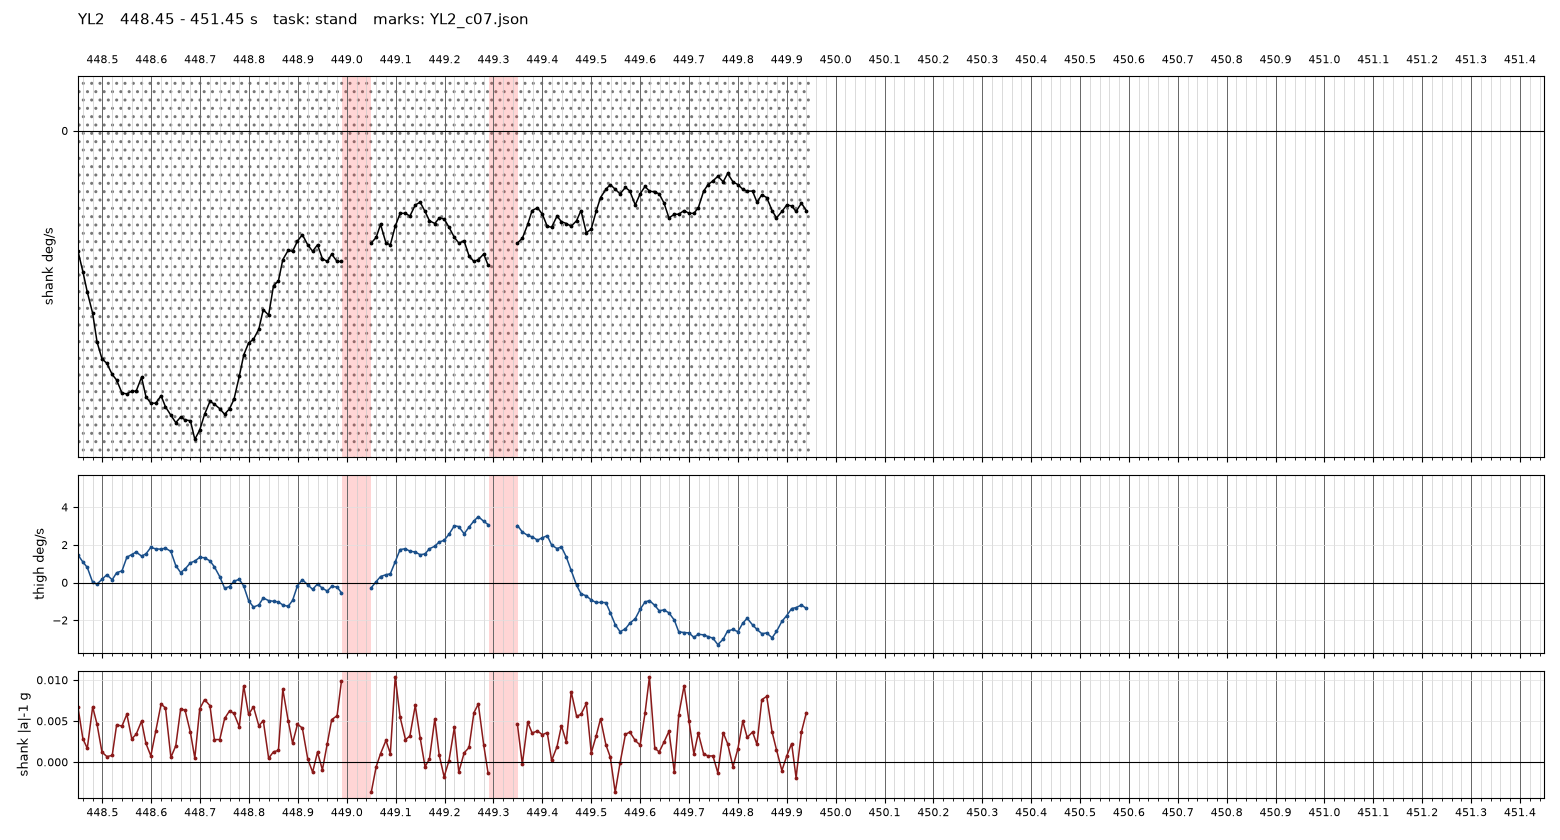 YL2   448.45 - 451.45 s   task: stand   marks: YL2_c07.json
448.5 448.6 448.7 448.8 448.9 449.0 449.1 449.2 449.3 449.4 449.5 449.6 449.7 449.8 449.9 450.0 450.1 450.2 450.3 450.4 450.5 450.6 450.7 450.8 450.9 451.0 451.1 451.2 451.3 451.4
0
shank deg/s
4
2
0
−2
thigh deg/s
0.010
0.005
0.000
shank |a|-1 g
448.5 448.6 448.7 448.8 448.9 449.0 449.1 449.2 449.3 449.4 449.5 449.6 449.7 449.8 449.9 450.0 450.1 450.2 450.3 450.4 450.5 450.6 450.7 450.8 450.9 451.0 451.1 451.2 451.3 451.4